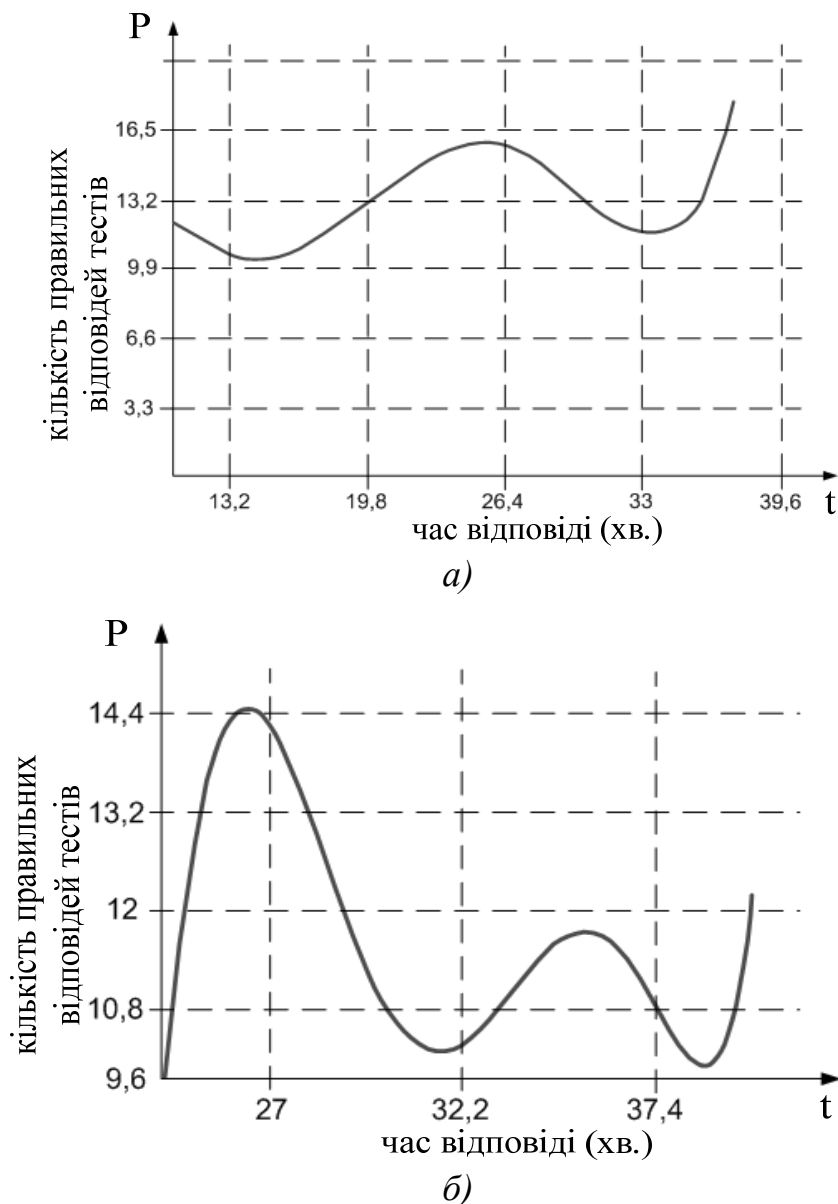 P
16,5
13,2
9,9
6,6
3,3
кількість правильних
відповідей тестів
13,2 19,8 26,4 33 39,6 t
час відповіді (хв.)
а)
P
14,4
13,2
12
10,8
9,6
кількість правильних
відповідей тестів
27 32,2 37,4 t
час відповіді (хв.)
б)